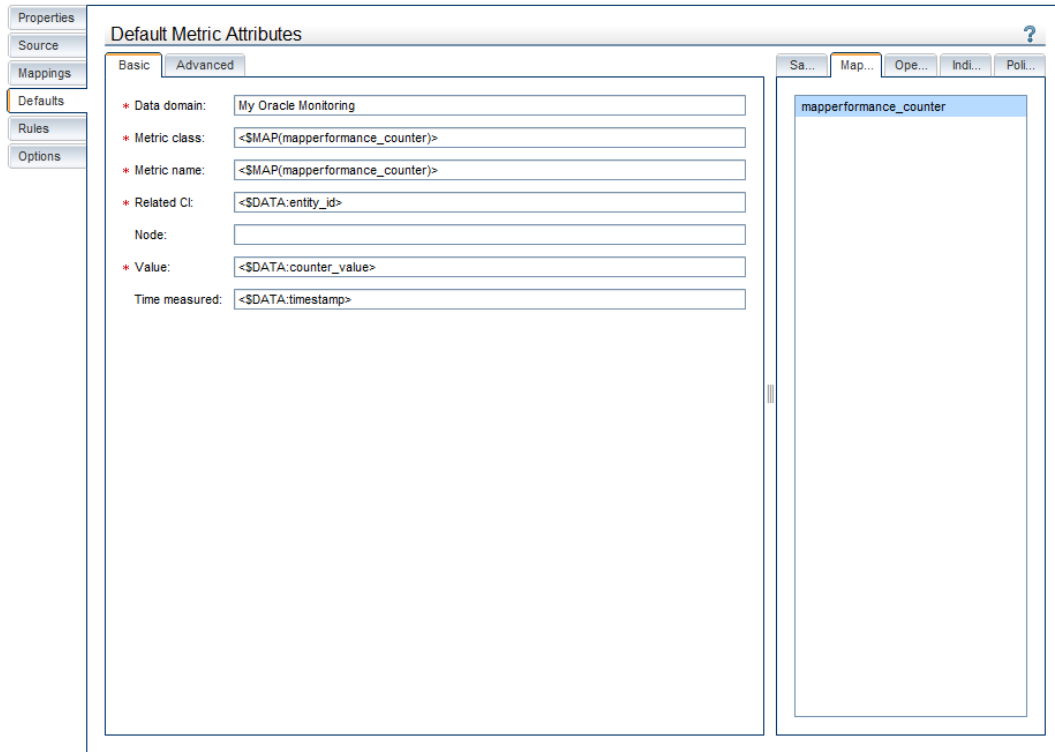 Properties
Source
Mappings
Defaults
Rules
Options
Default Metric Attributes
?
Basic Advanced
* Data domain: My Oracle Monitoring
* Metric class: <$MAP(mapperformance_counter)>
* Metric name: <$MAP(mapperformance_counter)>
* Related CI: <$DATA:entity_id>
Node:
* Value: <$DATA:counter_value>
Time measured: <$DATA:timestamp>
Sa... Map... Ope... Indi... Poli...
mapperformance_counter